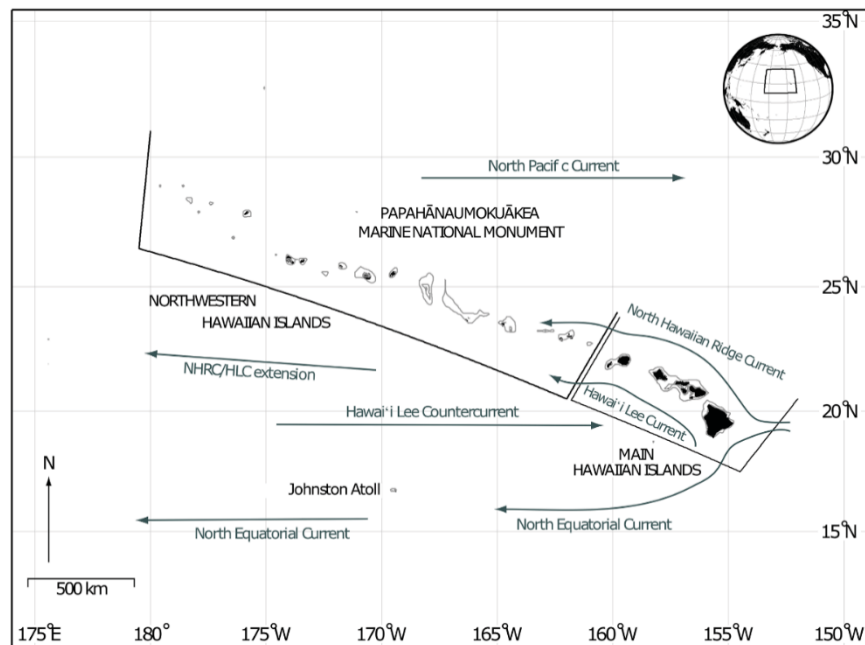 35°N
30°N
North Pacif c Current
PAPAHĀNAUMOKUĀKEA
MARINE NATIONAL MONUMENT
25°N
NORTHWESTERN
HAWAIIAN ISLANDS
North Hawaiian Ridge Current
NHRC/HLC extension
Hawaiʻi Lee Current
20°N
Hawaiʻi Lee Countercurrent
MAIN
HAWAIIAN ISLANDS
N
Johnston Atoll
North Equatorial Current
North Equatorial Current
15°N
500 km
175°E
180°
175°W
170°W
165°W
160°W
155°W
150°W